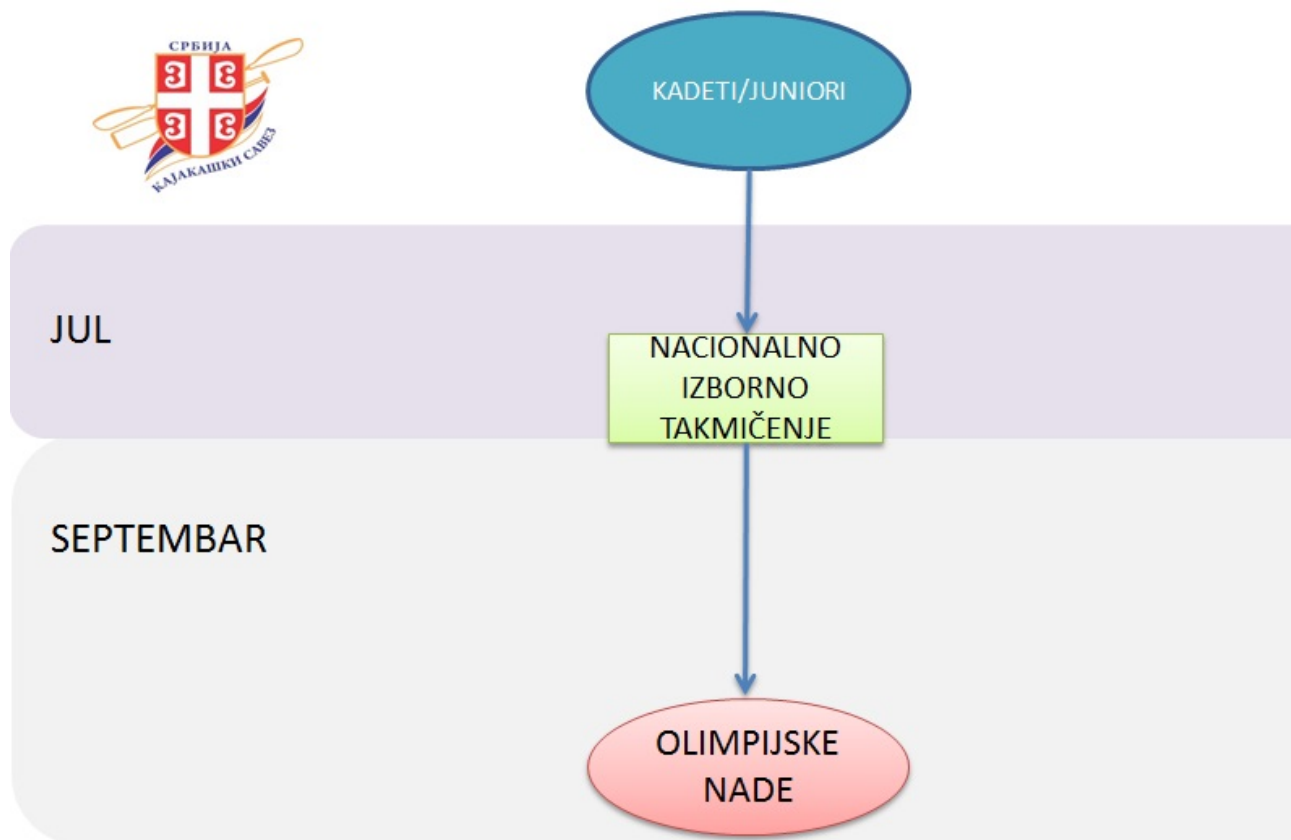 СРБИЈА
КАЈАКАШКИ САВЕЗ
KADETI/JUNIORI
JUL
NACIONALNO
IZBORNO
TAKMIČENJE
SEPTEMBAR
OLIMPIJSKE
NADE